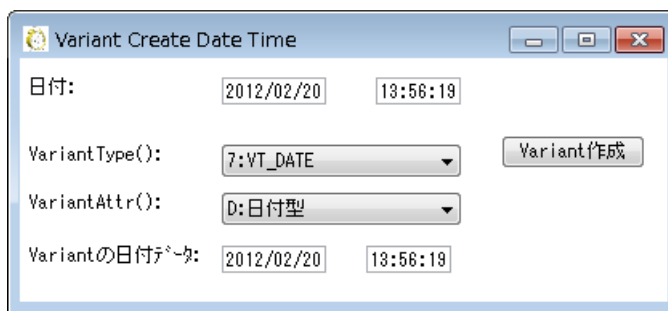 Variant Create Date Time
日付: 2012/02/20 13:56:19
VariantType(): 7:VT_DATE Variant作成
VariantAttr(): D:日付型
Variantの日付ﾃﾞｰﾀ: 2012/02/20 13:56:19